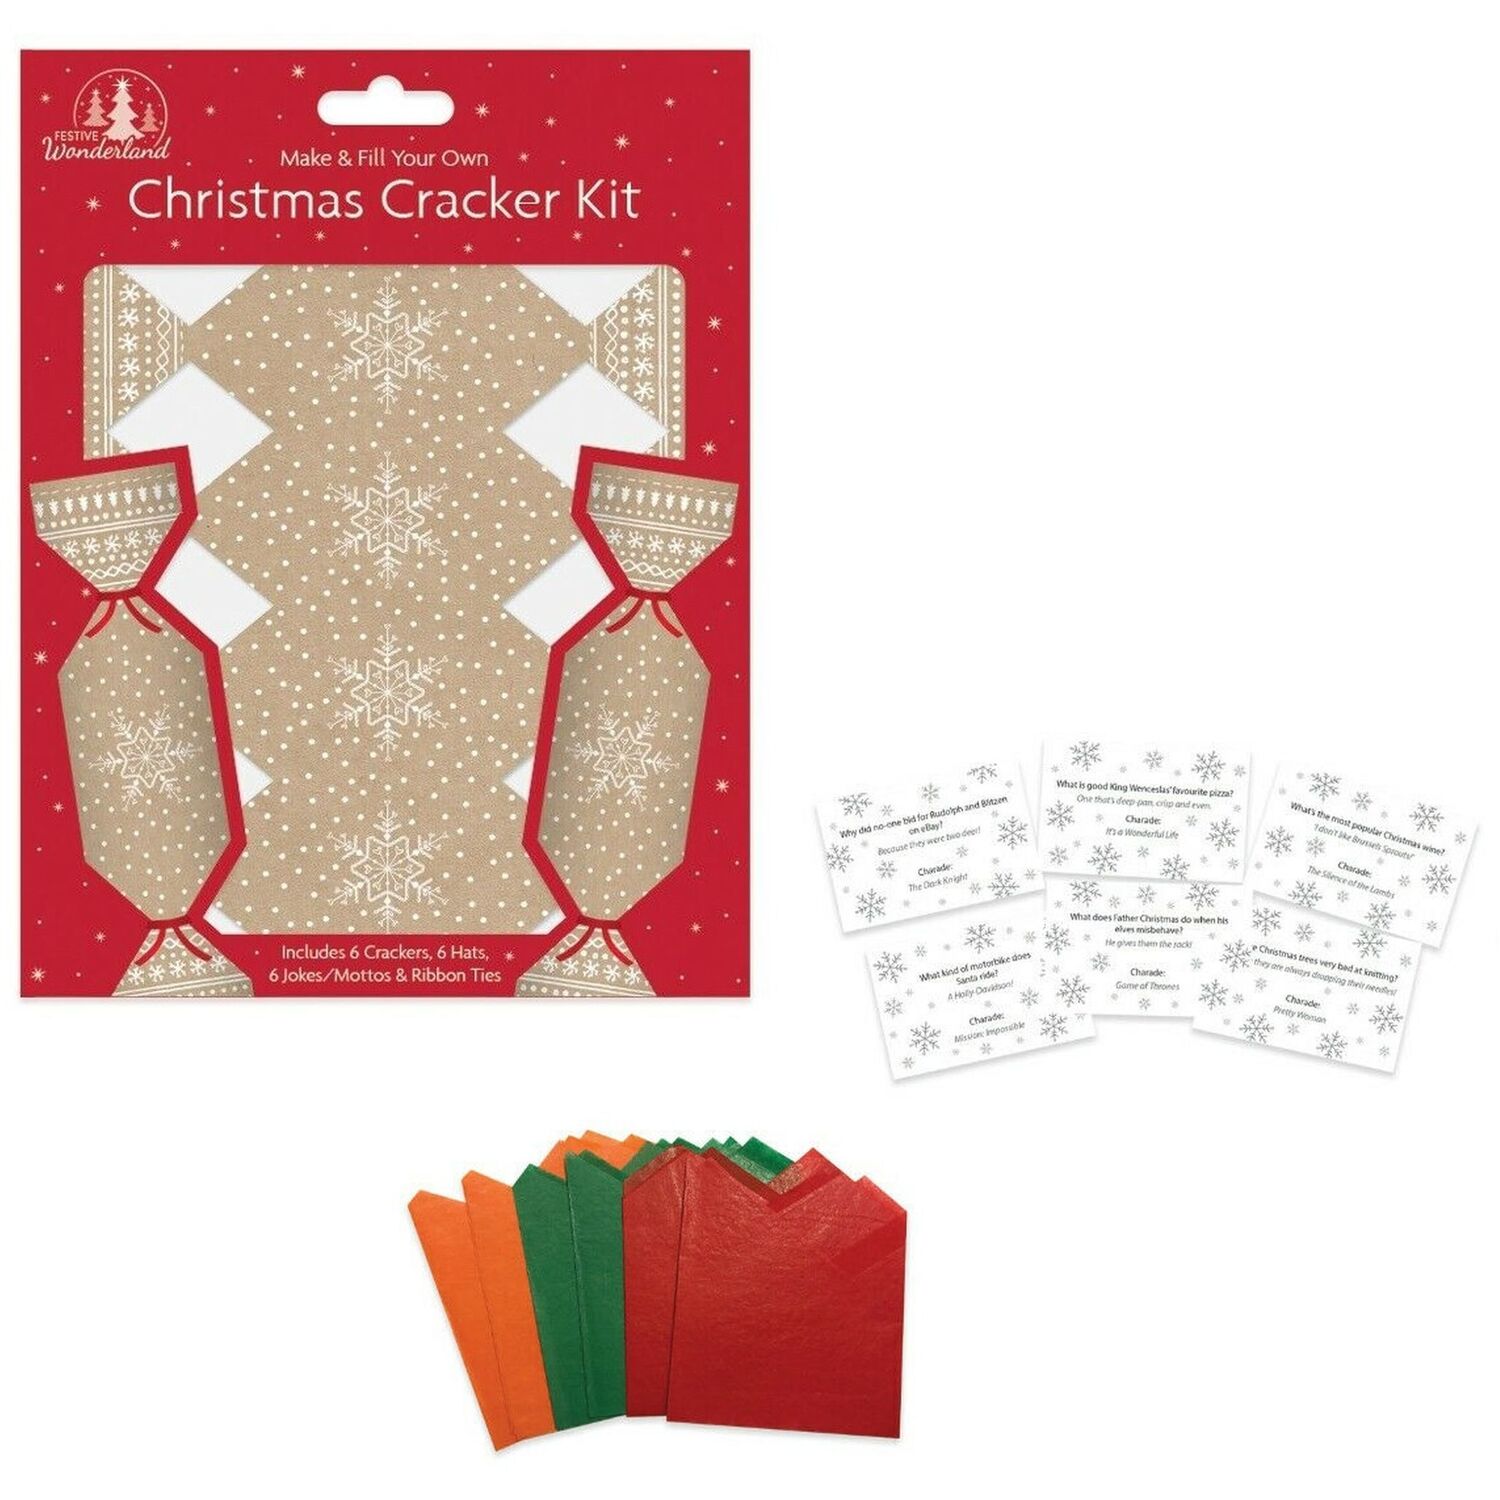 FESTIVE
Wonderland
Make & Fill Your Own
Christmas Cracker Kit
Includes 6 Crackers, 6 Hats,
6 Jokes/Mottos & Ribbon Ties
Why did no-one bid for Rudolph and Blitzen
on eBay?
Because they were two deer!
Charade:
The Dark Knight
What is good King Wenceslas' favourite pizza?
One that's deep-pan, crisp and even.
Charade:
It's a Wonderful Life
What's the most popular Christmas wine?
'I don't like Brussels Sprouts!'
Charade:
The Silence of the Lambs
What kind of motorbike does
Santa ride?
A Holly Davidson!
Charade:
Mission: Impossible
What does Father Christmas do when his
elves misbehave?
He gives them the sack!
Charade:
Game of Thrones
e Christmas trees very bad at knitting?
they are always dropping their needles!
Charade:
Pretty Woman